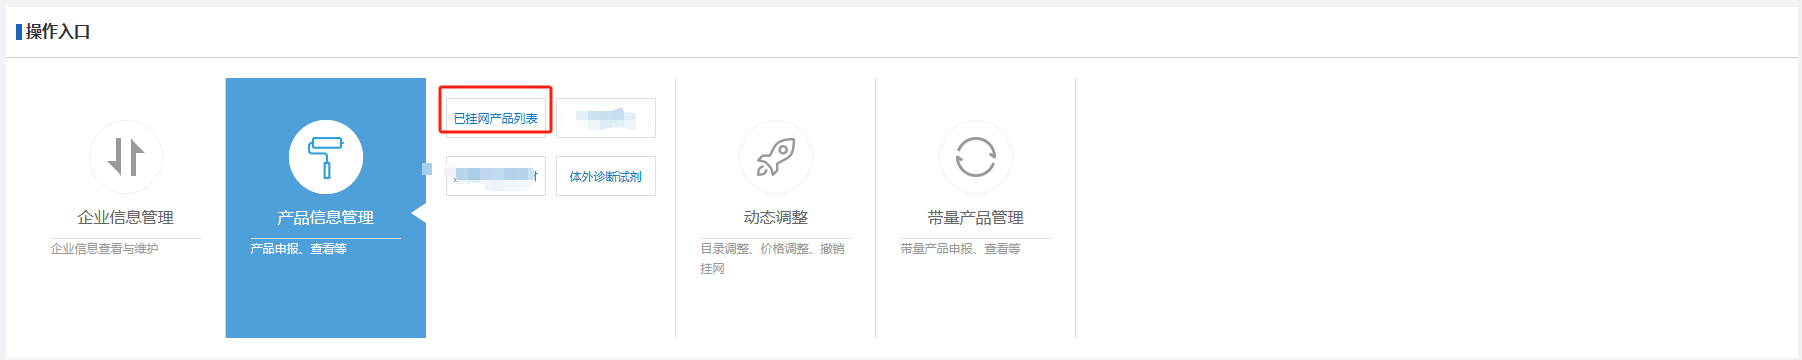 操作入口
已挂网产品列表
体外诊断试剂
企业信息管理
企业信息查看与维护
产品信息管理
产品申报、查看等
动态调整
目录调整、价格调整、撤销
挂网
带量产品管理
带量产品申报、查看等